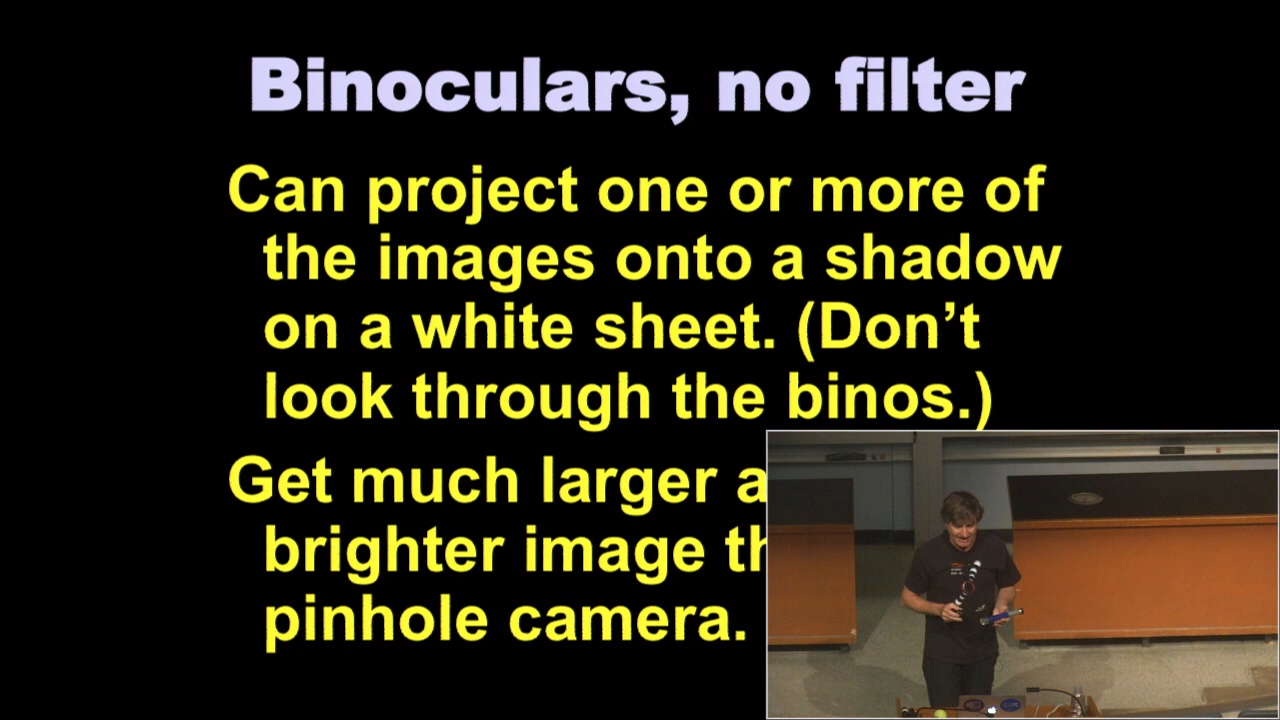 Binoculars, no filter
Can project one or more of
the images onto a shadow
on a white sheet. (Don’t
look through the binos.)
Get much larger a
brighter image th
pinhole camera.